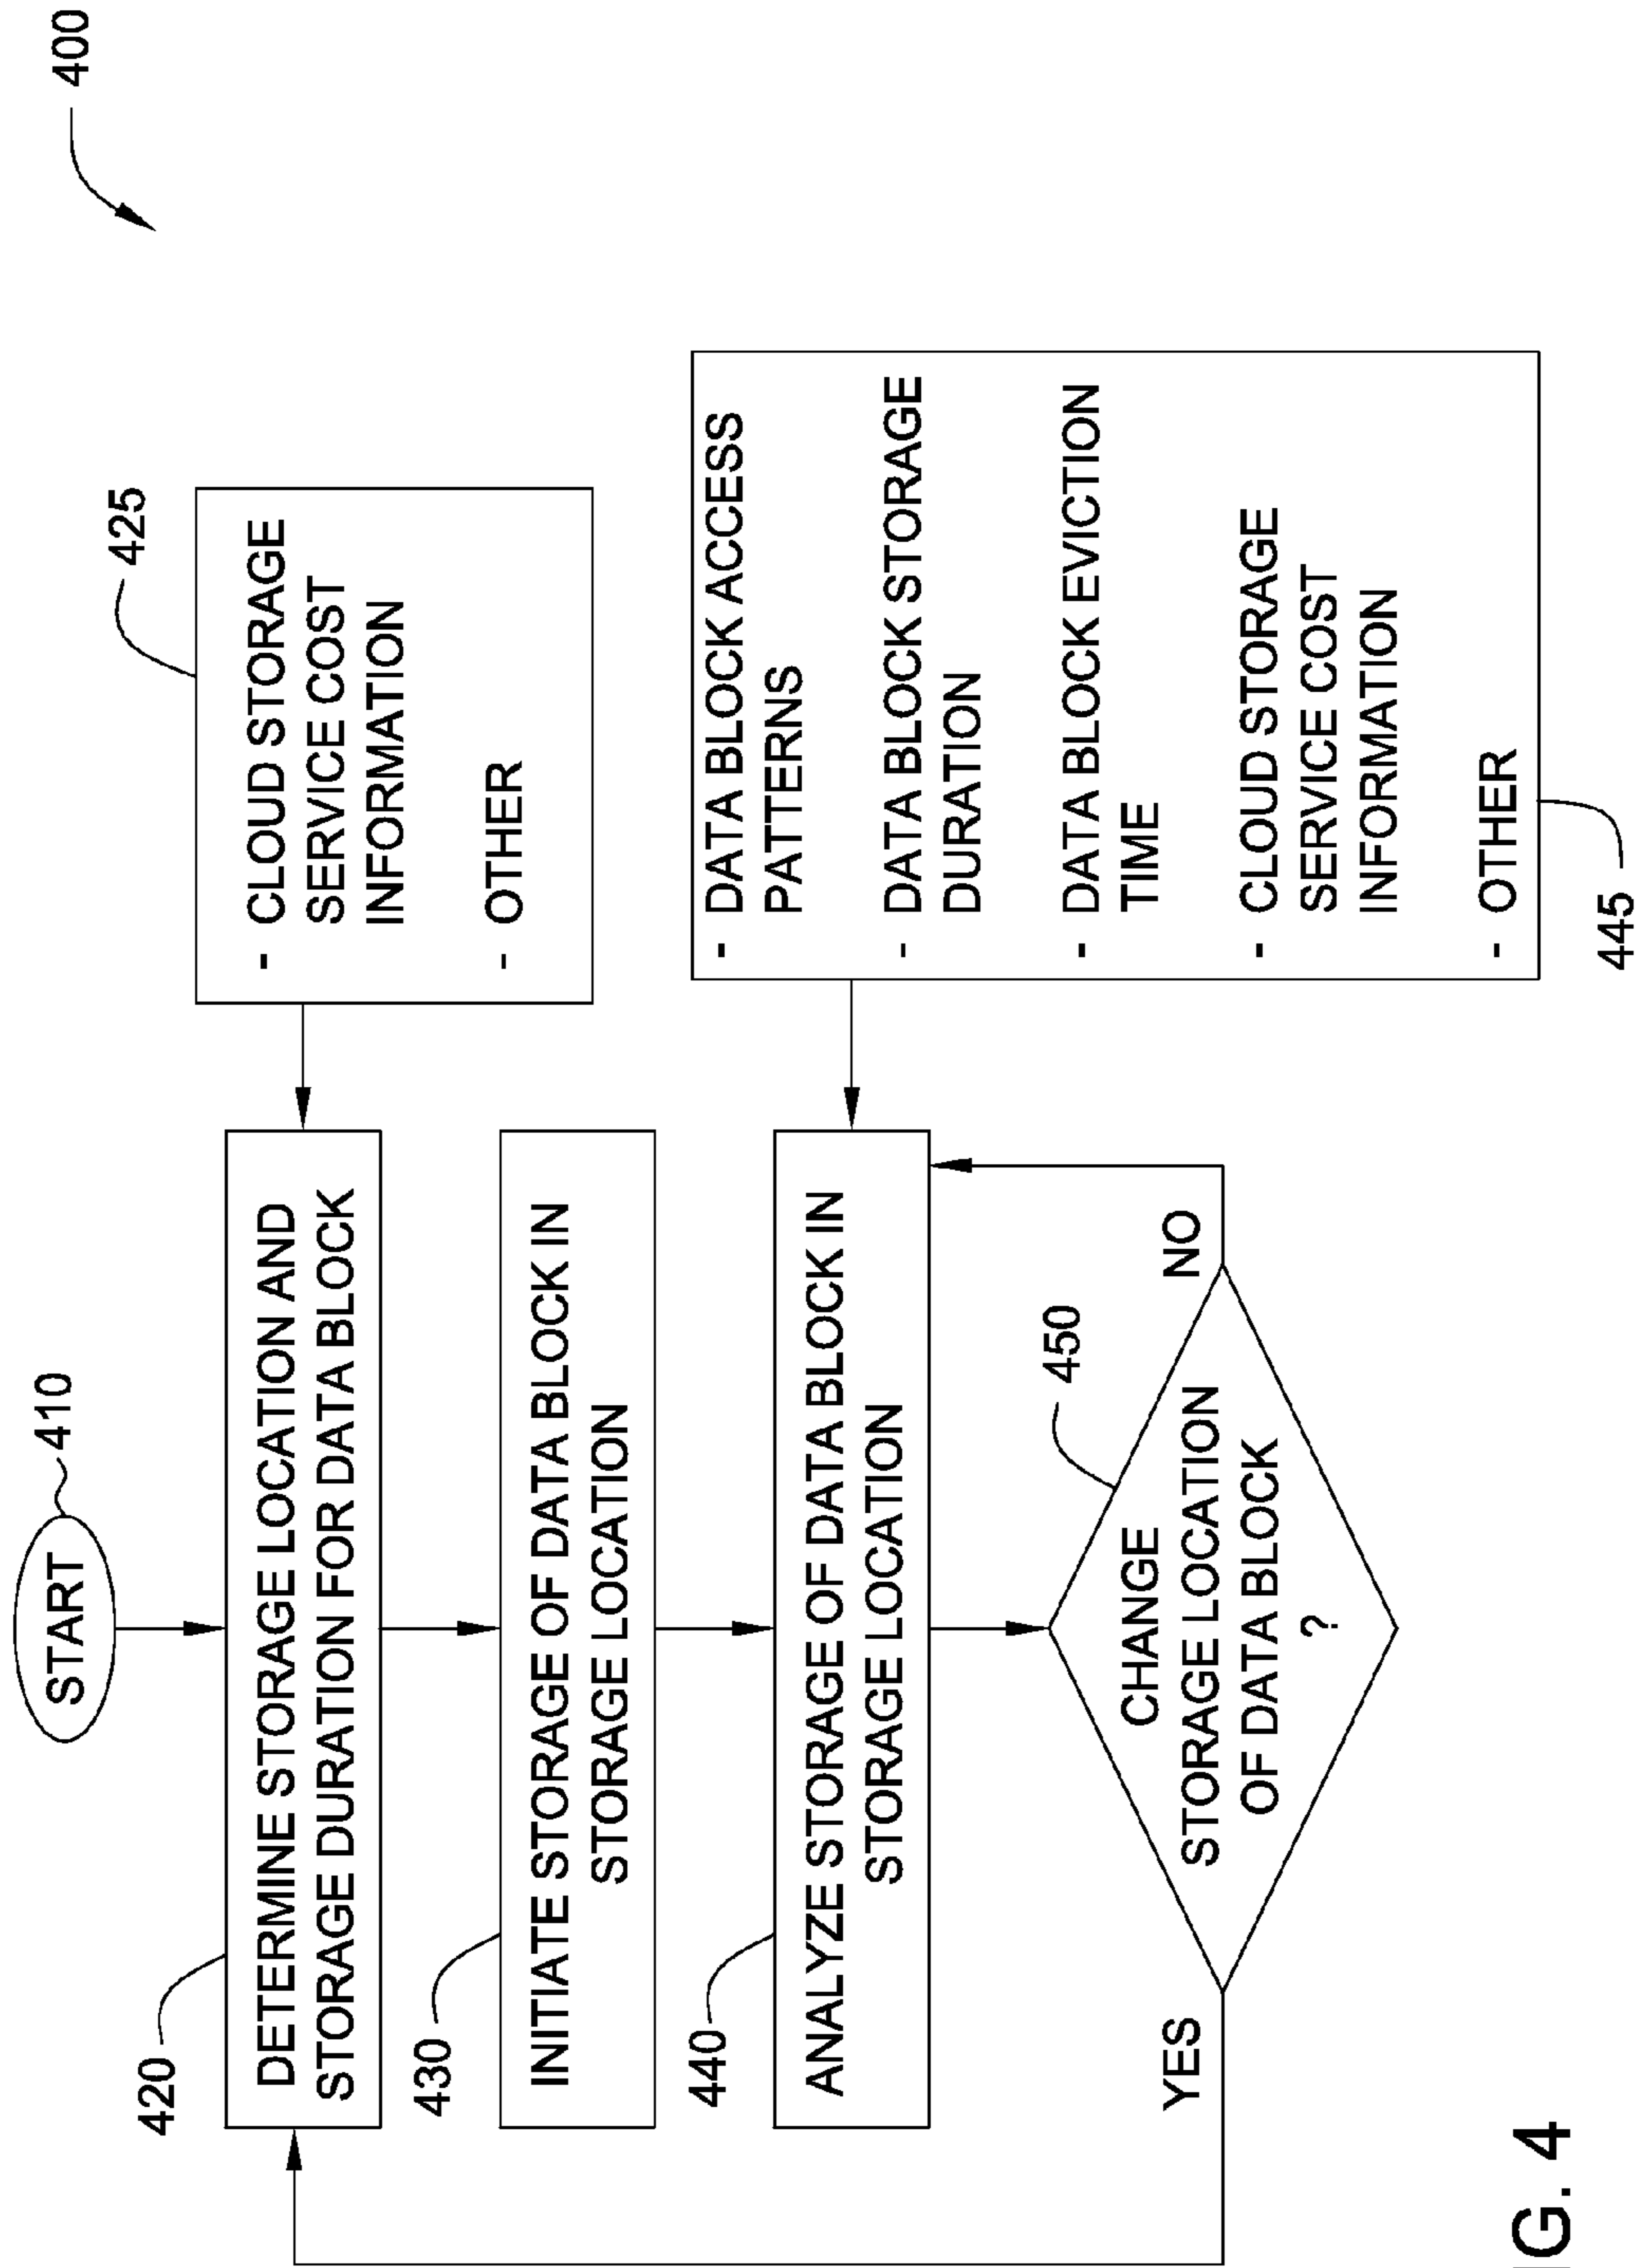 400
START
410
420
DETERMINE STORAGE LOCATION AND
STORAGE DURATION FOR DATA BLOCK
425
- CLOUD STORAGE
SERVICE COST
INFORMATION
- OTHER
430
INITIATE STORAGE OF DATA BLOCK IN
STORAGE LOCATION
440
ANALYZE STORAGE OF DATA BLOCK IN
STORAGE LOCATION
- DATA BLOCK ACCESS
PATTERNS
- DATA BLOCK STORAGE
DURATION
- DATA BLOCK EVICTION
TIME
- CLOUD STORAGE
SERVICE COST
INFORMATION
- OTHER
445
450
CHANGE
STORAGE LOCATION
OF DATA BLOCK
?
YES
NO
G. 4